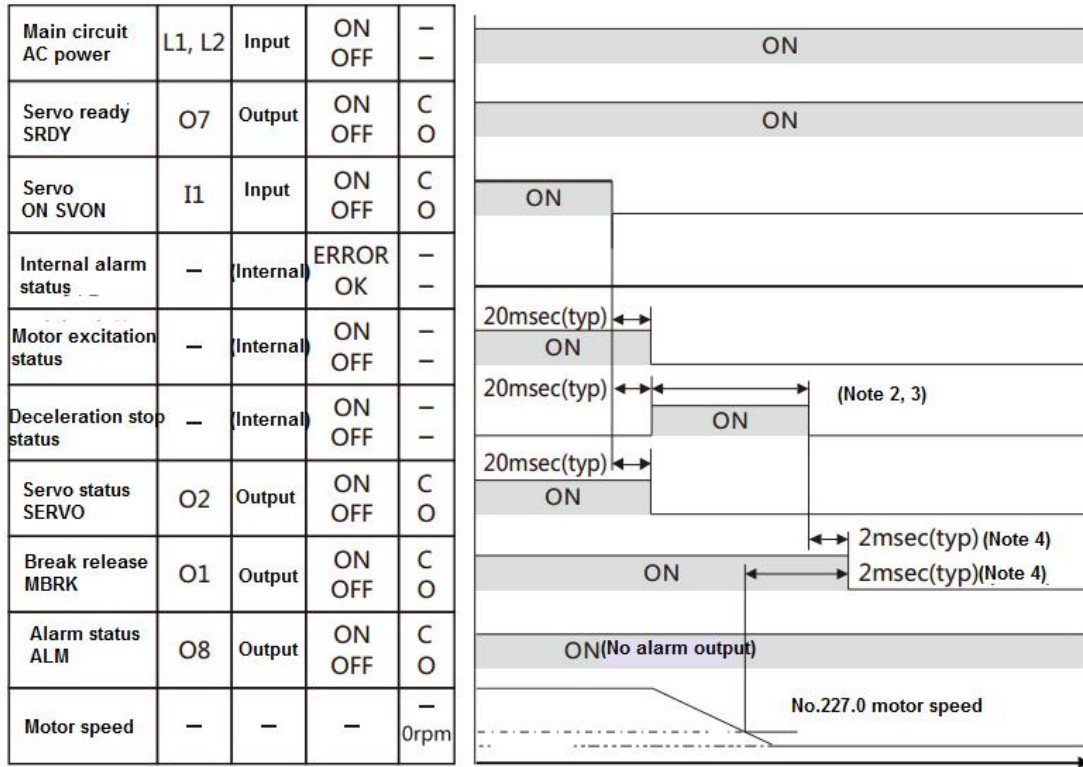 Main circuit
AC power
L1, L2
Input
ON
OFF
–
–
ON
Servo ready
SRDY
O7
Output
ON
OFF
C
O
ON
Servo
ON SVON
I1
Input
ON
OFF
C
O
ON
Internal alarm
status
–
(Internal)
ERROR
OK
–
–
Motor excitation
status
–
(Internal)
ON
OFF
–
–
20msec(typ)
ON
Deceleration stop
status
–
(Internal)
ON
OFF
–
–
20msec(typ)
(Note 2, 3)
ON
Servo status
SERVO
O2
Output
ON
OFF
C
O
20msec(typ)
ON
Break release
MBRK
O1
Output
ON
OFF
C
O
2msec(typ) (Note 4)
ON
2msec(typ)(Note 4)
Alarm status
ALM
O8
Output
ON
OFF
C
O
ON(No alarm output)
Motor speed
–
–
–
–
0rpm
No.227.0 motor speed